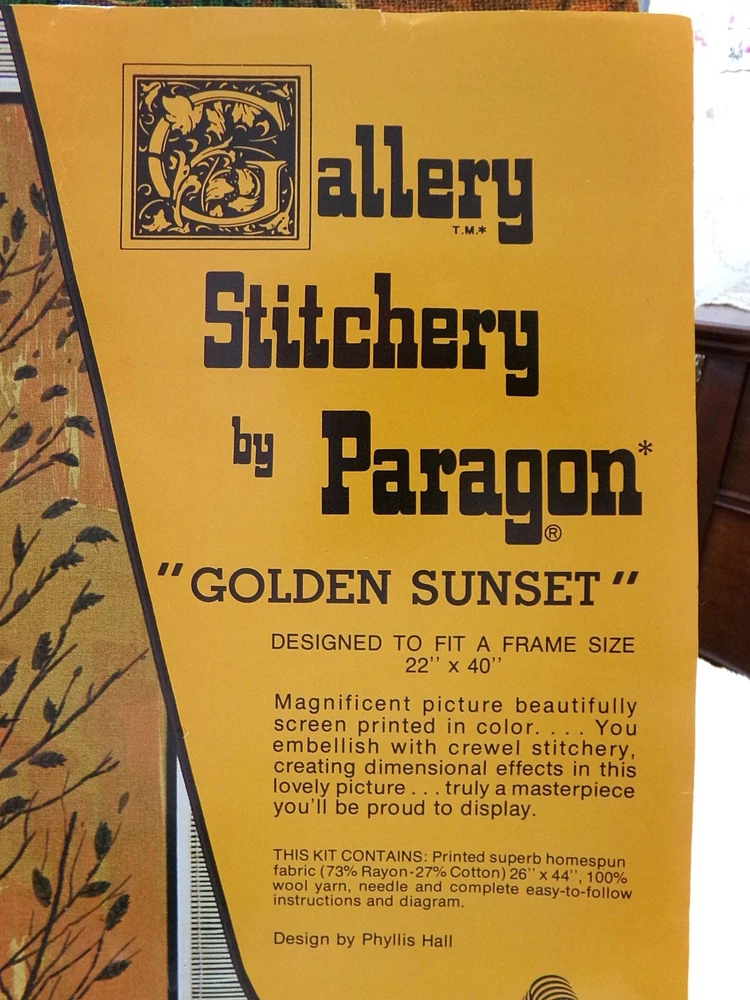 Gallery
T.M.*
Stitchery
by Paragon*
®
"GOLDEN SUNSET"
DESIGNED TO FIT A FRAME SIZE
22" x 40"
Magnificent picture beautifully
screen printed in color. . . . You
embellish with crewel stitchery,
creating dimensional effects in this
lovely picture . . . truly a masterpiece
you'll be proud to display.
THIS KIT CONTAINS: Printed superb homespun
fabric (73% Rayon-27% Cotton) 26" x 44", 100%
wool yarn, needle and complete easy-to-follow
instructions and diagram.
Design by Phyllis Hall